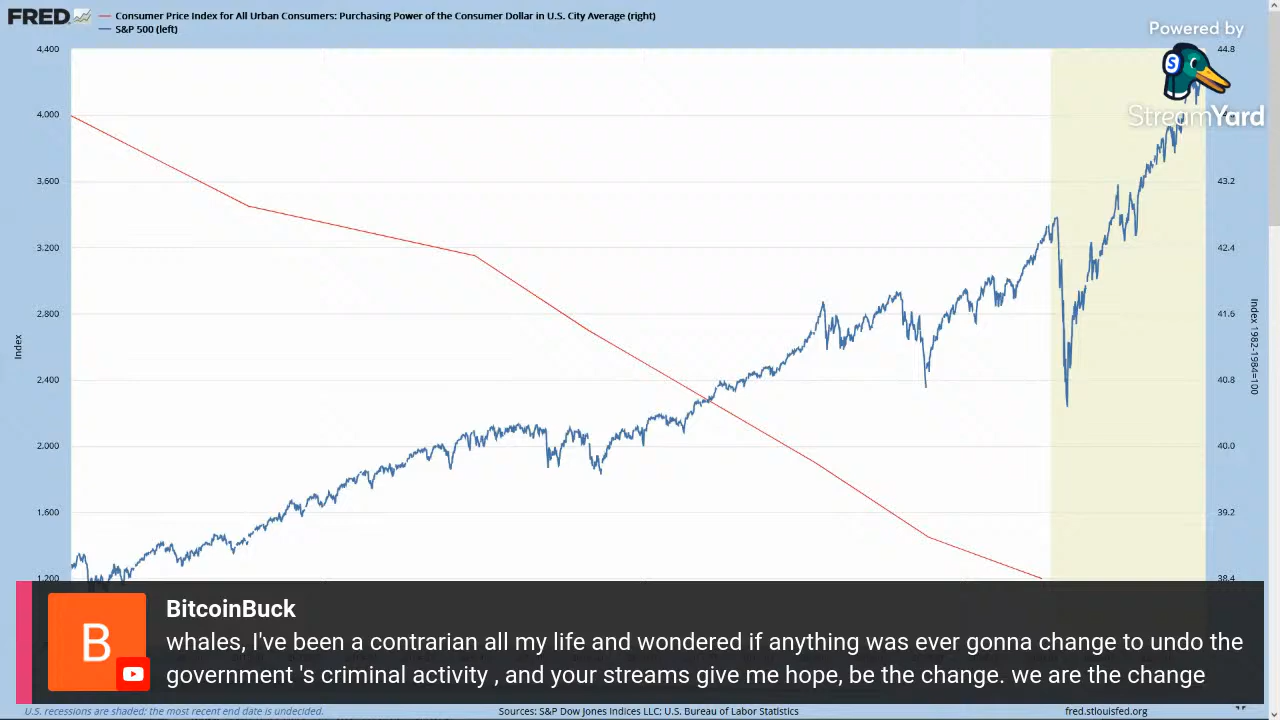 FRED
Consumer Price Index for All Urban Consumers: Purchasing Power of the Consumer Dollar in U.S. City Average (right)
S&P 500 (left)
Powered by
S
StreamYard
4,400
4,000
3,600
3,200
2,800
2,400
2,000
1,600
1,200
Index
44.8
43.2
42.4
41.6
40.8
40.0
39.2
38.4
Index 1982-1984=100
B
BitcoinBuck
whales, I've been a contrarian all my life and wondered if anything was ever gonna change to undo the
government 's criminal activity , and your streams give me hope, be the change. we are the change
U.S. recessions are shaded; the most recent end date is undecided.
Sources: S&P Dow Jones Indices LLC; U.S. Bureau of Labor Statistics
fred.stlouisfed.org